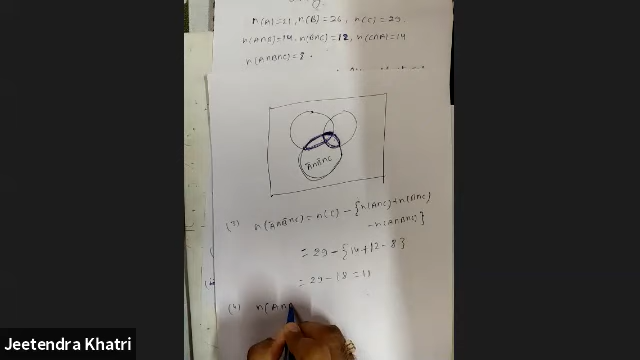 n(A)=21, n(B)=26, n(C)=29,
n(A∩B)=14, n(B∩C)=12, n(C∩A)=14
n(A∩B∩C)=8.
A̅∩B̅∩C
(3) n(A̅∩B̅∩C)= n(C) - {n(A∩C)+n(B∩C)
-n(A∩B∩C)}
= 29 - {14+12-8}
= 29 - 18 = 11
(4) n(A∩
Jeetendra Khatri